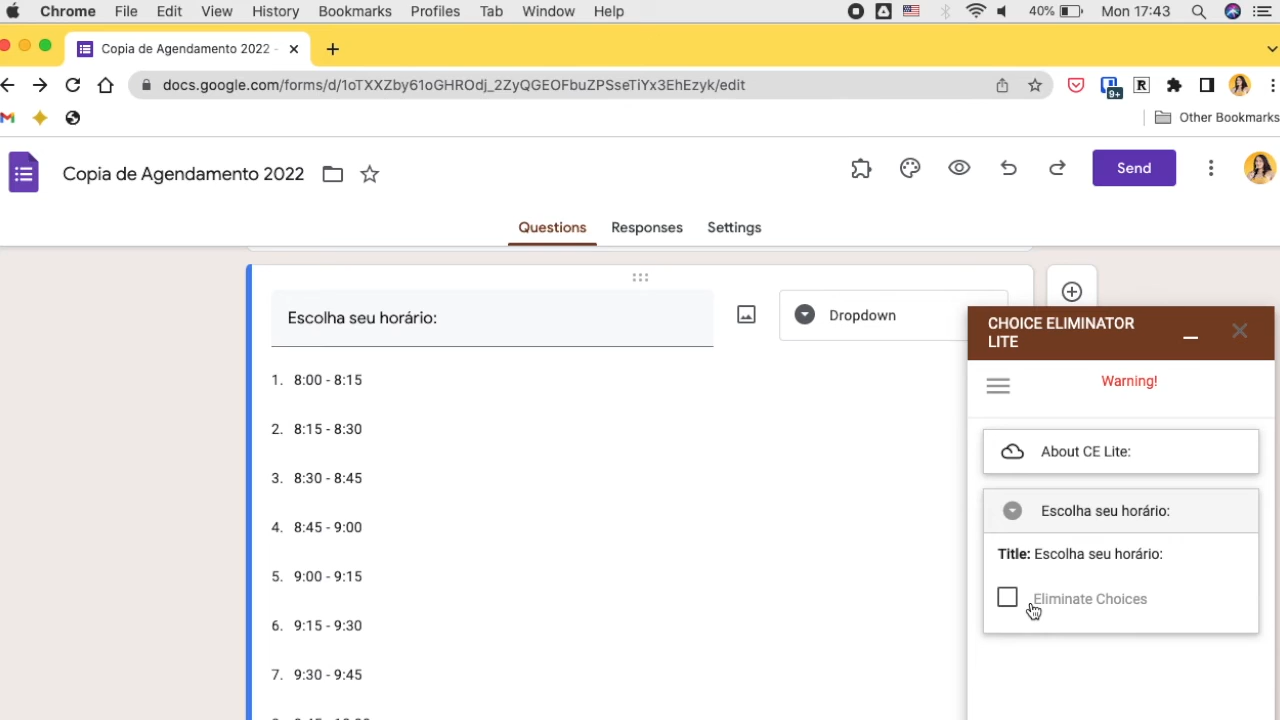 Chrome File Edit View History Bookmarks Profiles Tab Window Help 40% Mon 17:43
Copia de Agendamento 2022 -
docs.google.com/forms/d/1oTXXZby61oGHROdj_2ZyQGEOFbuZPSseTiYx3EhEzyk/edit
9+
Other Bookmarks
Copia de Agendamento 2022
Send
Questions Responses Settings
Escolha seu horário:
Dropdown
1. 8:00 - 8:15
2. 8:15 - 8:30
3. 8:30 - 8:45
4. 8:45 - 9:00
5. 9:00 - 9:15
6. 9:15 - 9:30
7. 9:30 - 9:45
CHOICE ELIMINATOR
LITE
Warning!
About CE Lite:
Escolha seu horário:
Title: Escolha seu horário:
Eliminate Choices